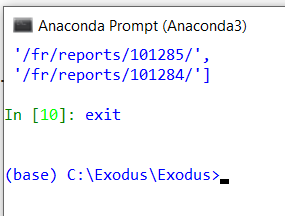 Anaconda Prompt (Anaconda3)
'/fr/reports/101285/',
'/fr/reports/101284/']
In [10]: exit
(base) C:\Exodus\Exodus>